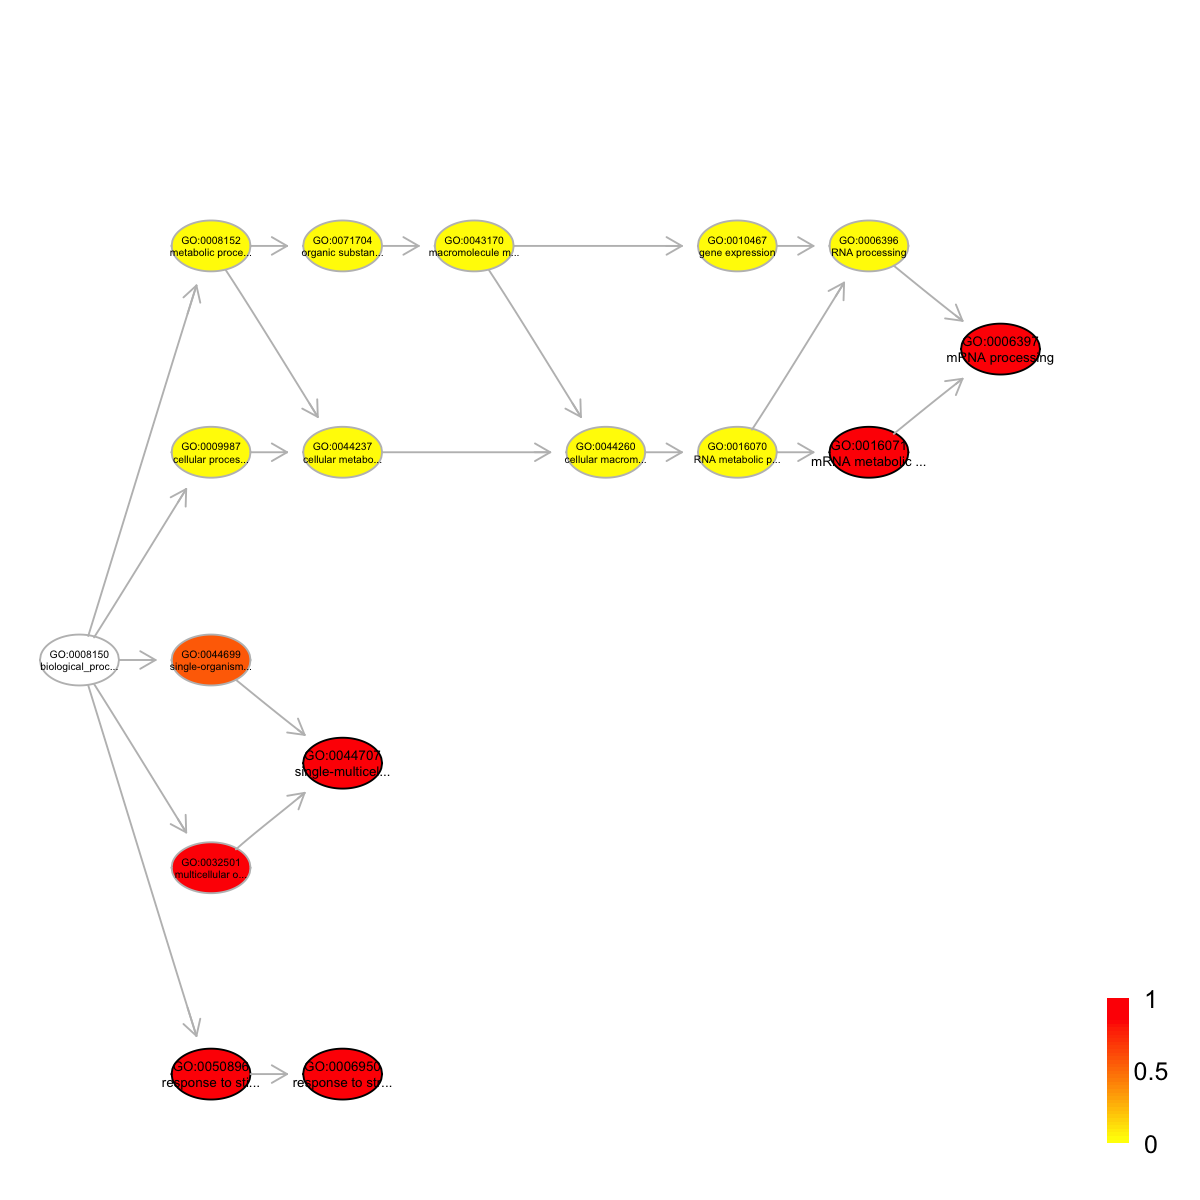 GO:0008152
metabolic proce...
GO:0071704
organic substan...
GO:0043170
macromolecule m...
GO:0010467
gene expression
GO:0006396
RNA processing
GO:0006397
mRNA processing
GO:0009987
cellular proces...
GO:0044237
cellular metabo...
GO:0044260
cellular macrom...
GO:0016070
RNA metabolic p...
GO:0016071
mRNA metabolic ...
GO:0008150
biological_proc...
GO:0044699
single-organism...
GO:0044707
single-multicel...
GO:0032501
multicellular o...
GO:0050896
response to sti...
GO:0006950
response to str...
1
0.5
0